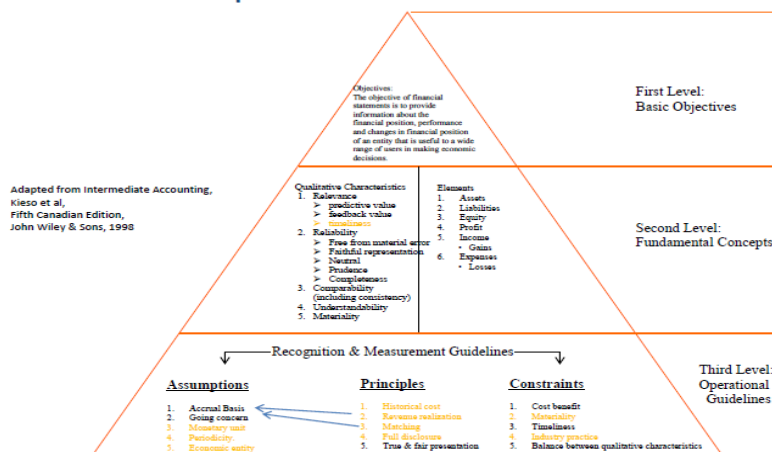 Objectives:
The objective of financial
statements is to provide
information about the
financial position, performance
and changes in financial position
of an entity that is useful to a wide
range of users in making economic
decisions.
First Level:
Basic Objectives
Adapted from Intermediate Accounting,
Kieso et al,
Fifth Canadian Edition,
John Wiley & Sons, 1998
Qualitative Characteristics
1. Relevance
➢ predictive value
➢ feedback value
➢ timeliness
2. Reliability
➢ Free from material error
➢ Faithful representation
➢ Neutral
➢ Prudence
➢ Completeness
3. Comparability
(including consistency)
4. Understandability
5. Materiality
Elements
1. Assets
2. Liabilities
3. Equity
4. Profit
5. Income
• Gains
6. Expenses
• Losses
Second Level:
Fundamental Concepts
Recognition & Measurement Guidelines
Assumptions
1. Accrual Basis
2. Going concern
3. Monetary unit
4. Periodicity.
5. Economic entity
Principles
1. Historical cost
2. Revenue realization
3. Matching
4. Full disclosure
5. True & fair presentation
Constraints
1. Cost benefit
2. Materiality
3. Timeliness
4. Industry practice
5. Balance between qualitative characteristics
Third Level:
Operational
Guidelines